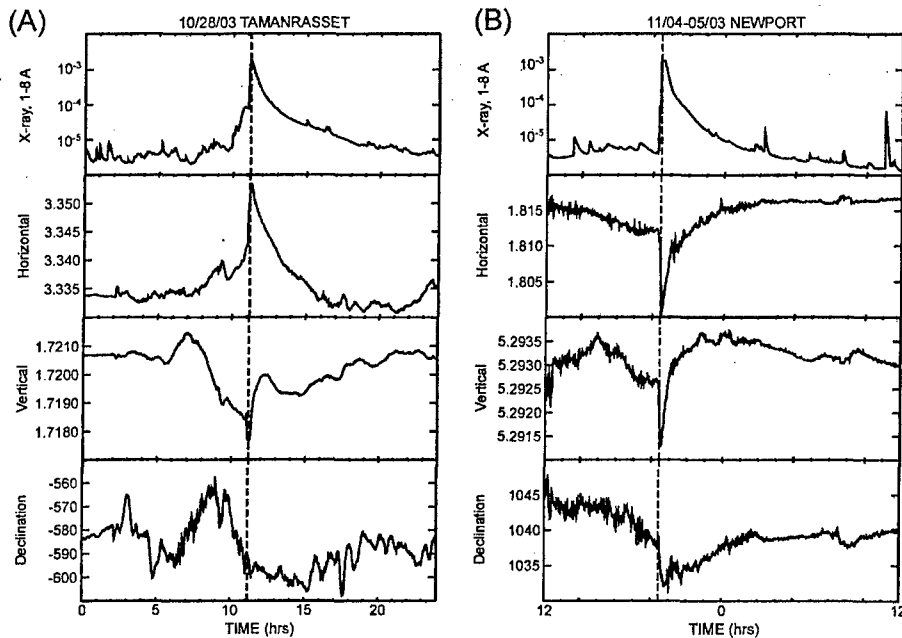 (A)
10/28/03 TAMANRASSET
X-ray, 1-8 A
10⁻³
10⁻⁴
10⁻⁵
Horizontal
3.350
3.345
3.340
3.335
Vertical
1.7210
1.7200
1.7190
1.7180
Declination
-560
-570
-580
-590
-600
0
5
10
15
20
TIME (hrs)
(B)
11/04-05/03 NEWPORT
X-ray, 1-8 A
10⁻³
10⁻⁴
10⁻⁵
Horizontal
1.815
1.810
1.805
Vertical
5.2935
5.2930
5.2925
5.2920
5.2915
Declination
1045
1040
1035
12
0
12
TIME (hrs)